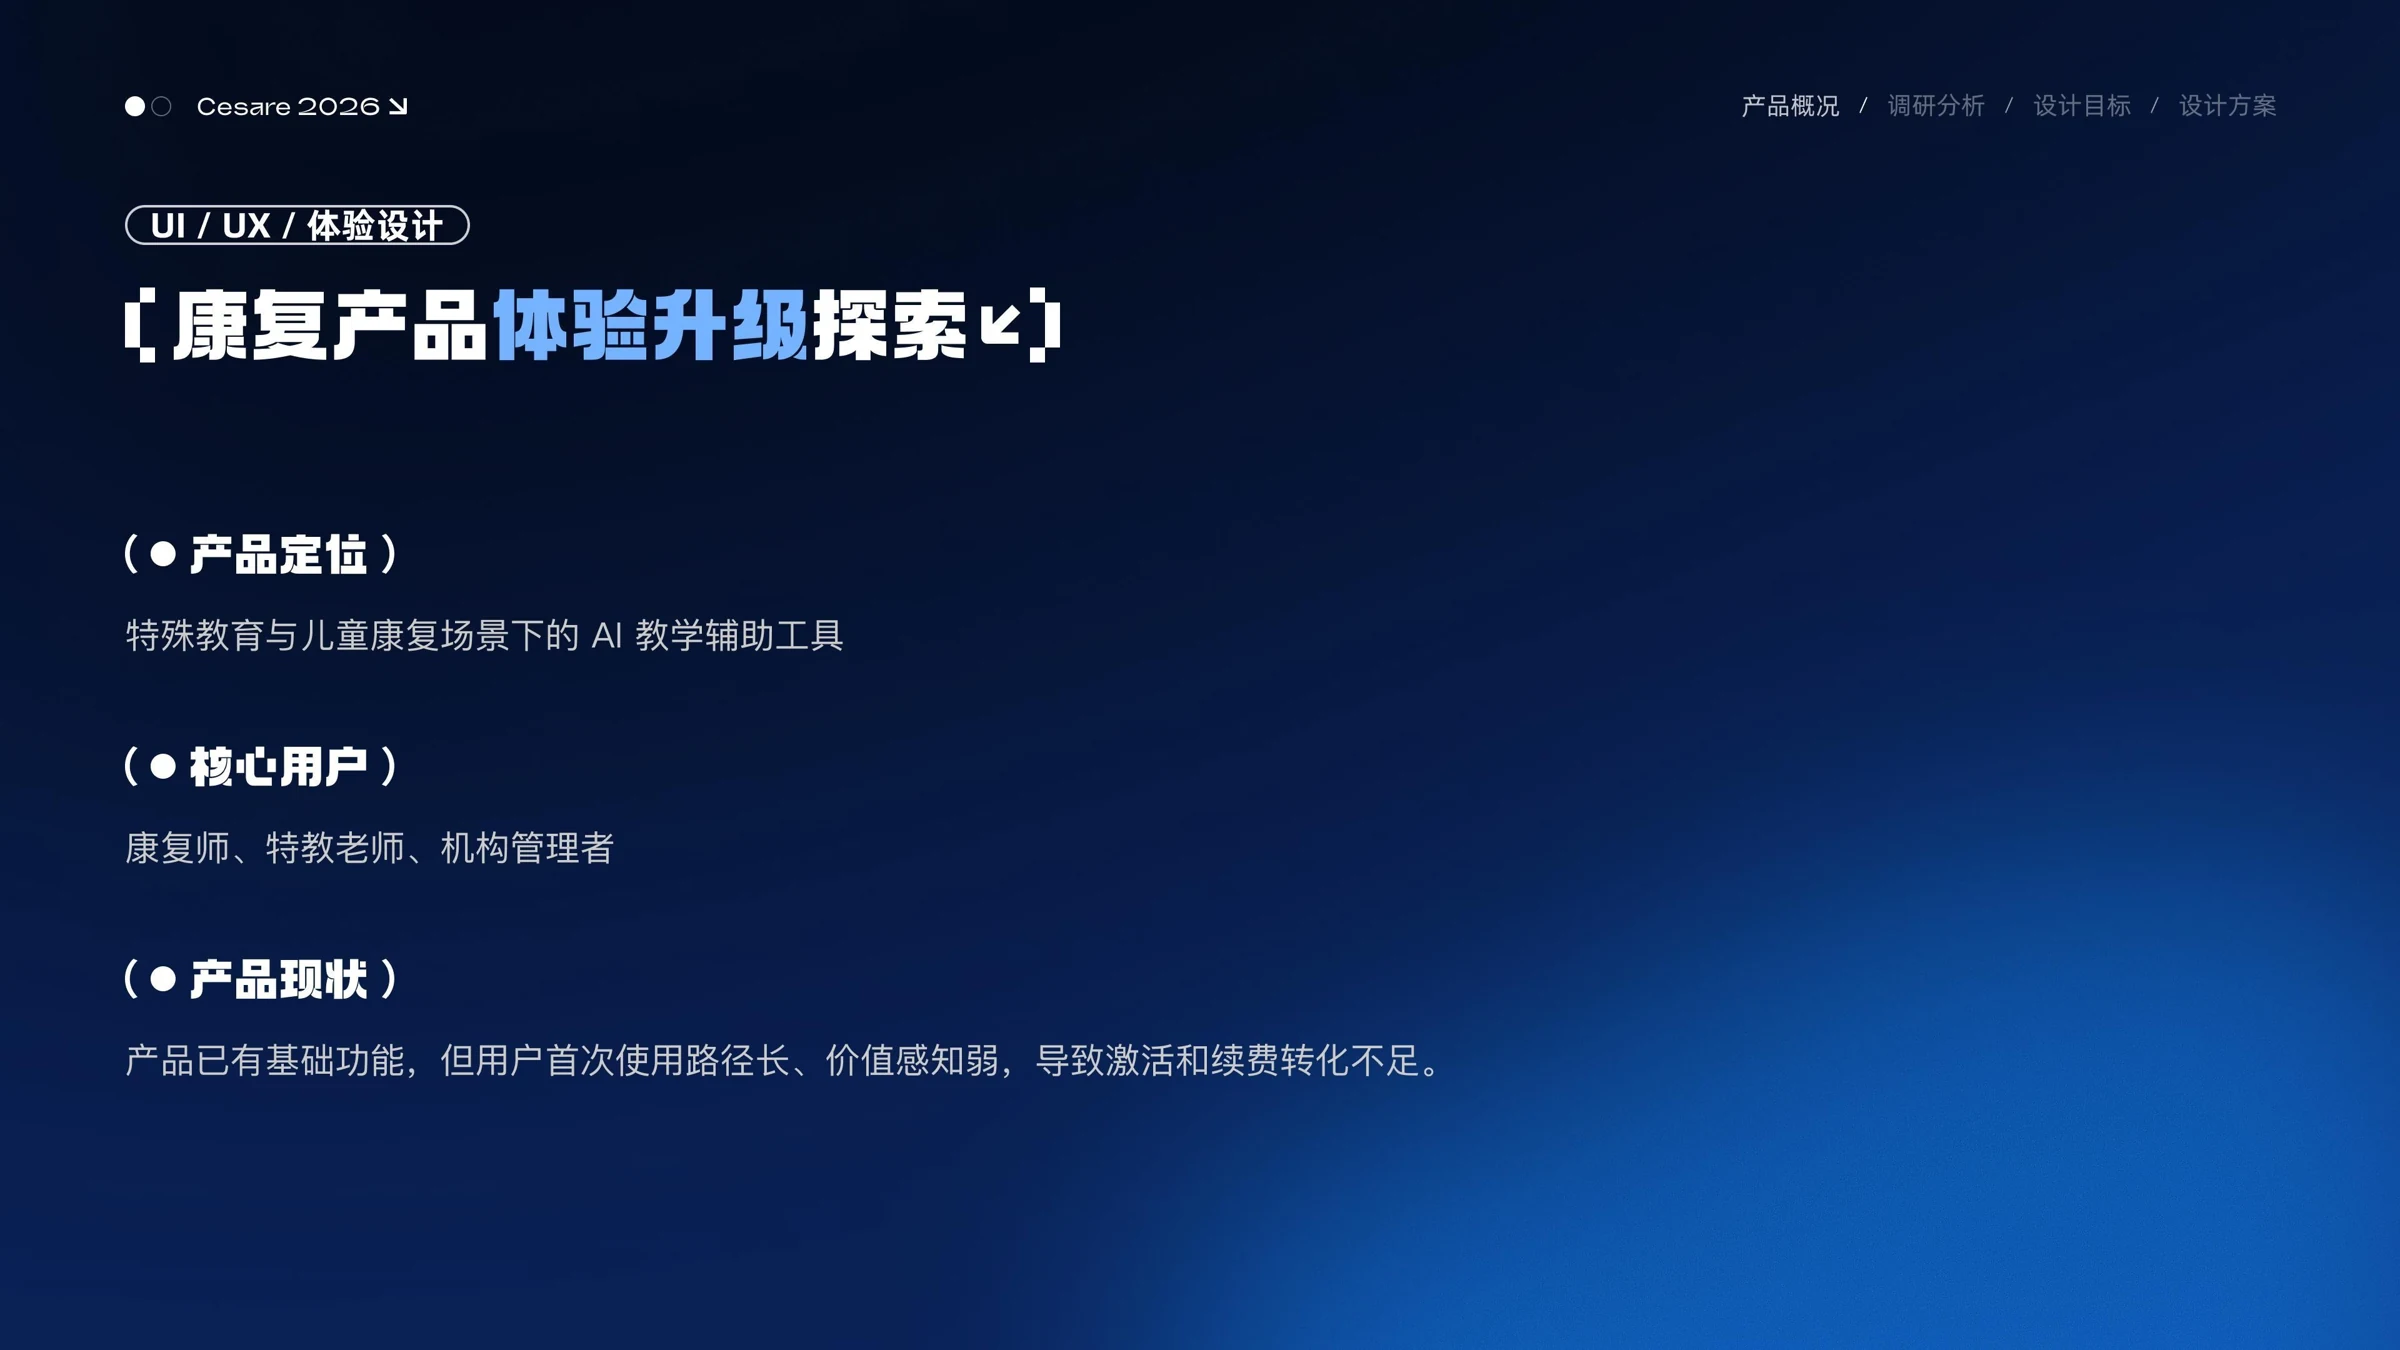 Cesare 2026
产品概况 / 调研分析 / 设计目标 / 设计方案
UI / UX / 体验设计
康复产品体验升级探索
(● 产品定位)
特殊教育与儿童康复场景下的 AI 教学辅助工具
(● 核心用户)
康复师、特教老师、机构管理者
(● 产品现状)
产品已有基础功能，但用户首次使用路径长、价值感知弱，导致激活和续费转化不足。